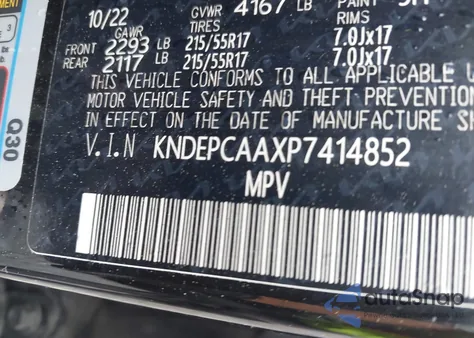 10/22 GVWR 4167 LB PAINT
GAWR TIRES RIMS
FRONT 2293 LB 215/55R17 7.0Jx17
REAR 2117 LB 215/55R17 7.0Jx17
THIS VEHICLE CONFORMS TO ALL APPLICABLE
MOTOR VEHICLE SAFETY AND THEFT PREVENTION
IN EFFECT ON THE DATE OF MANUFACTURE
V.I.N KNDEPCAAXP7414852
MPV
Q30
autoSnap